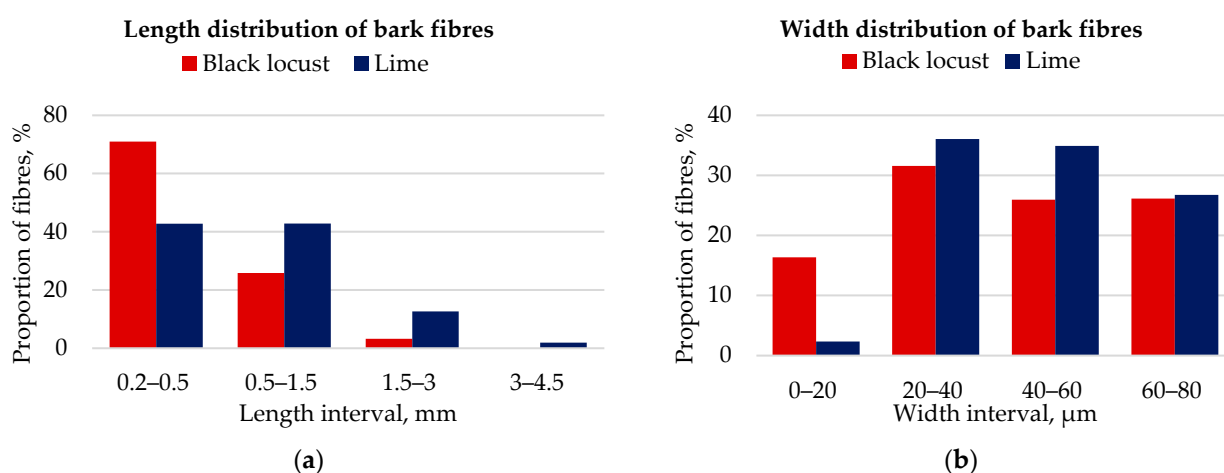 Length distribution of bark fibres
Black locust Lime
Proportion of fibres, %
80
60
40
20
0
0.2–0.5 0.5–1.5 1.5–3 3–4.5
Length interval, mm
(a)
Width distribution of bark fibres
Black locust Lime
Proportion of fibres, %
40
30
20
10
0
0–20 20–40 40–60 60–80
Width interval, µm
(b)